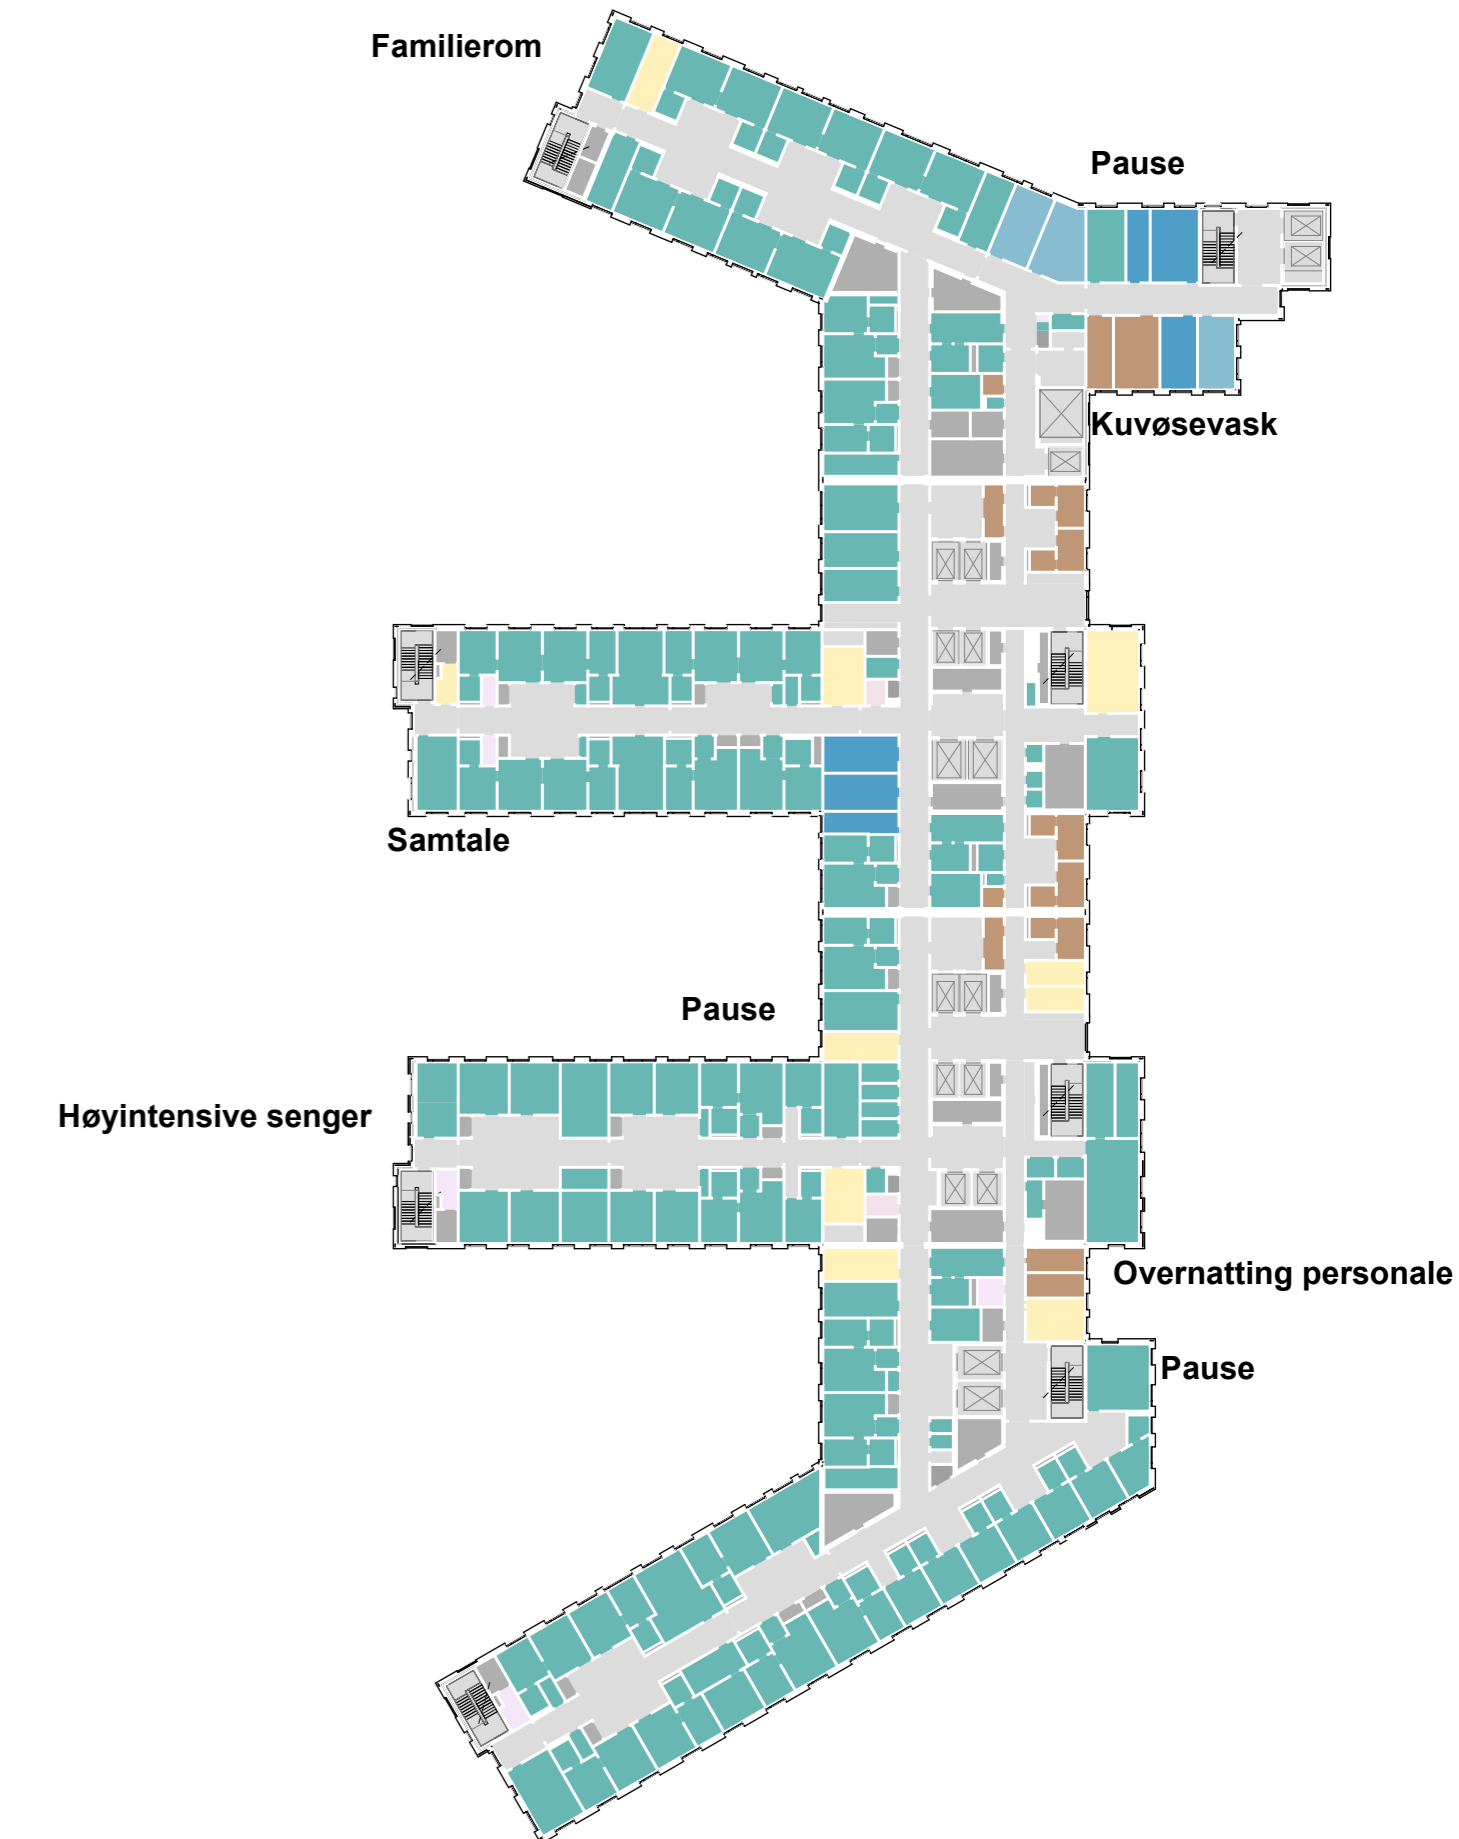 Familierom
Pause
Kuvøsevask
Samtale
Pause
Høyintensive senger
Overnatting personale
Pause